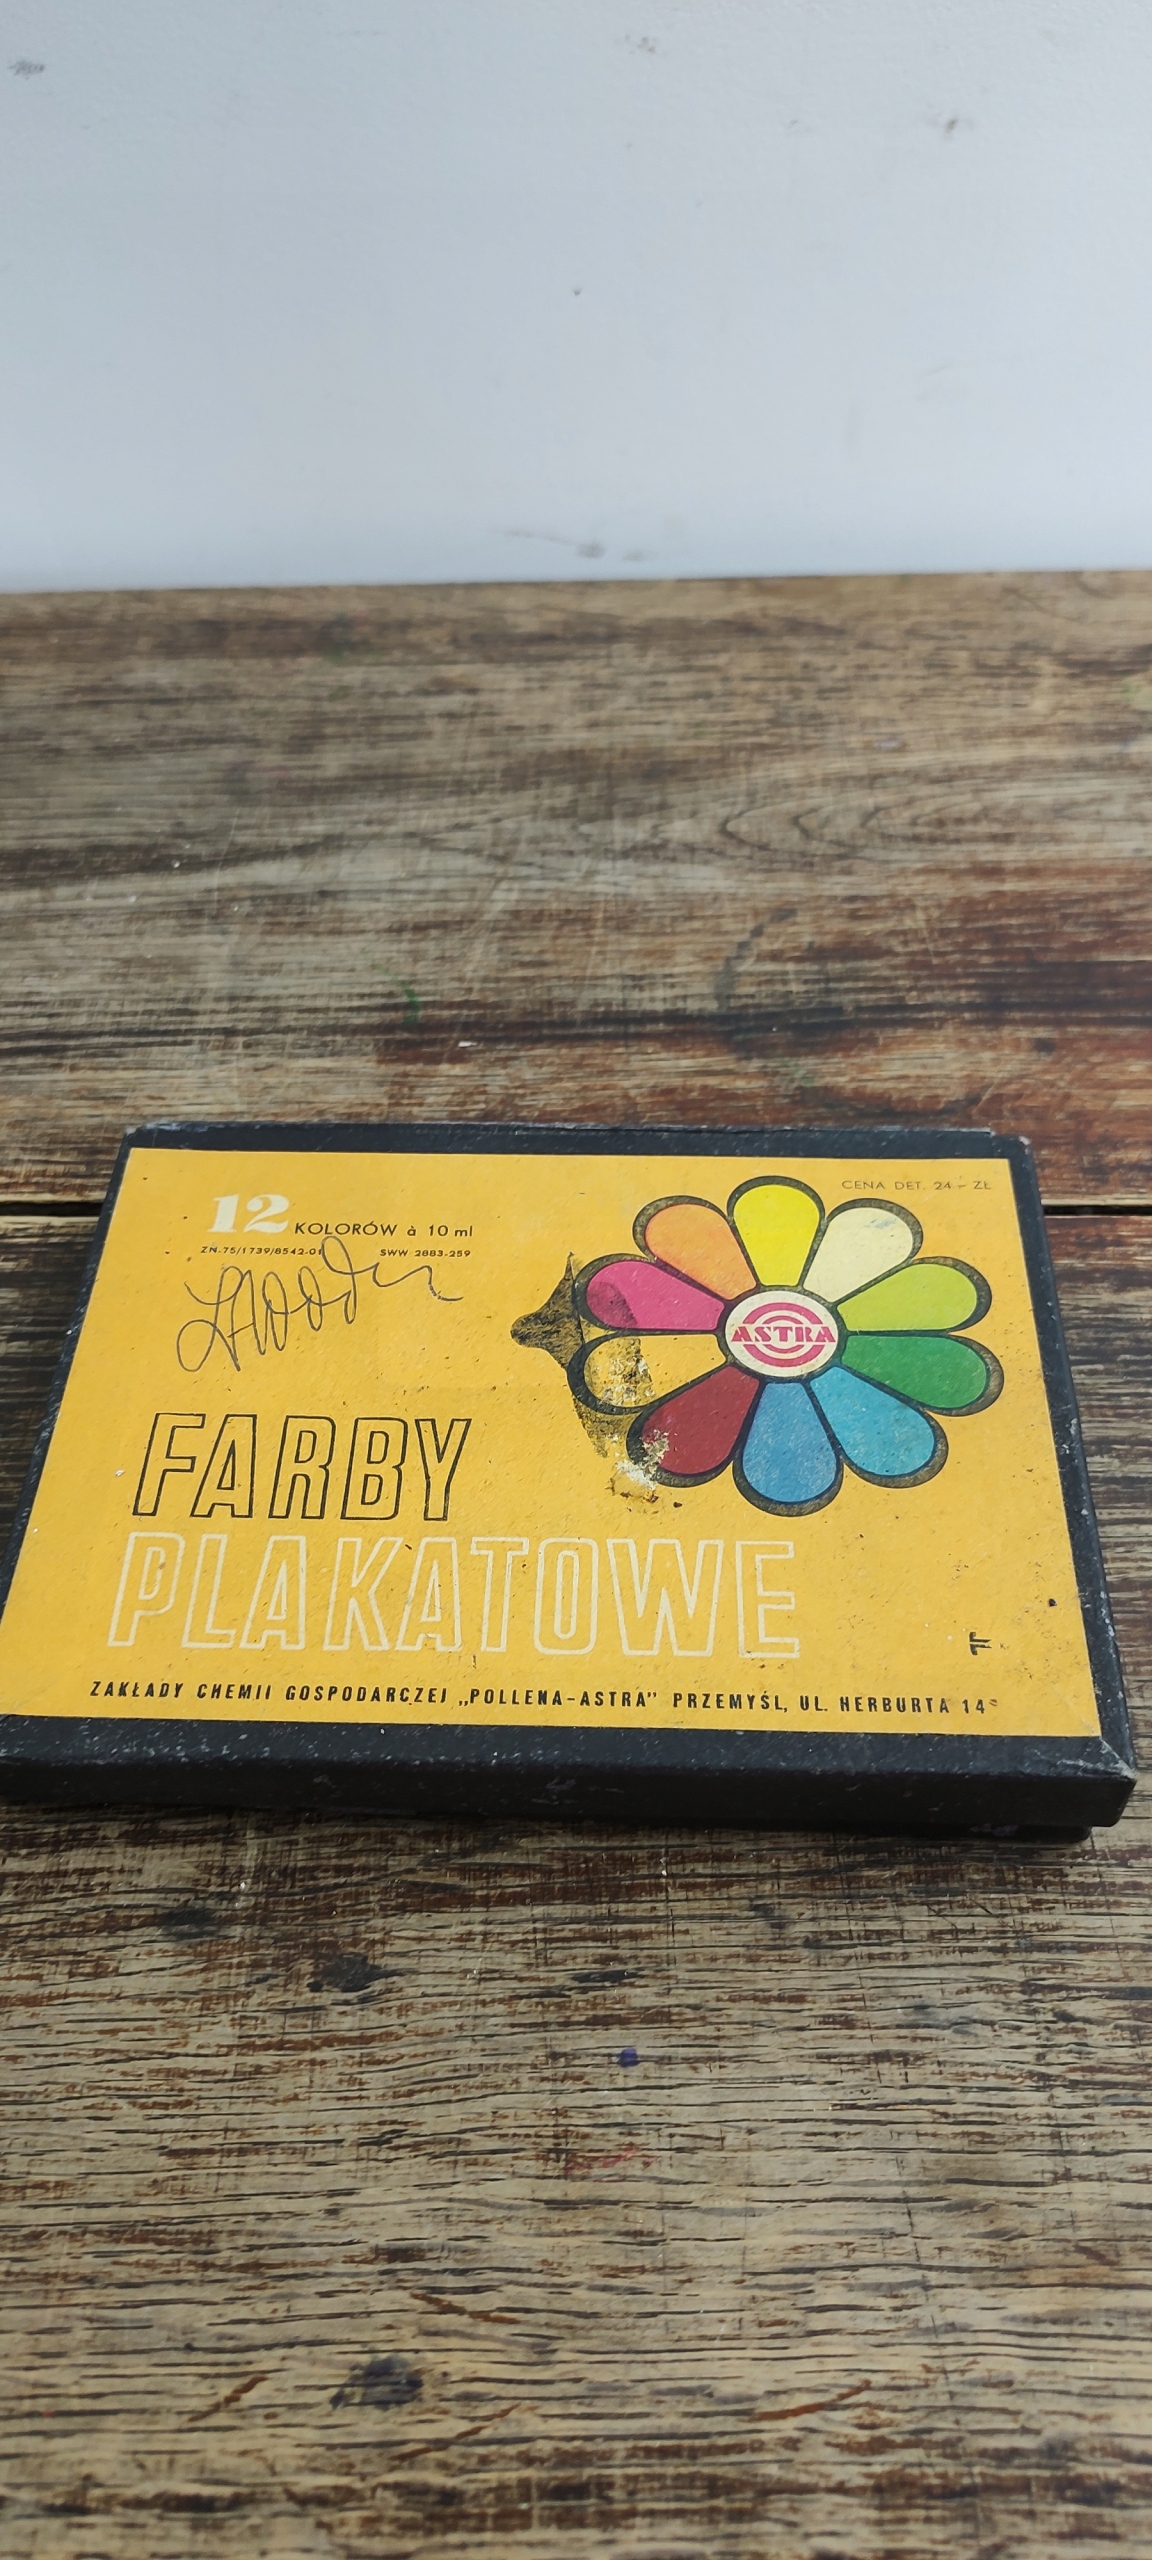 CENA DET. 24,- ZŁ
12 KOLORÓW à 10 ml
ZN.75/1739/8542-01 SWW 2883-259
ASTRA
FARBY
PLAKATOWE
ZAKŁADY CHEMII GOSPODARCZEJ „POLLENA-ASTRA” PRZEMYŚL, UL. HERBURTA 14